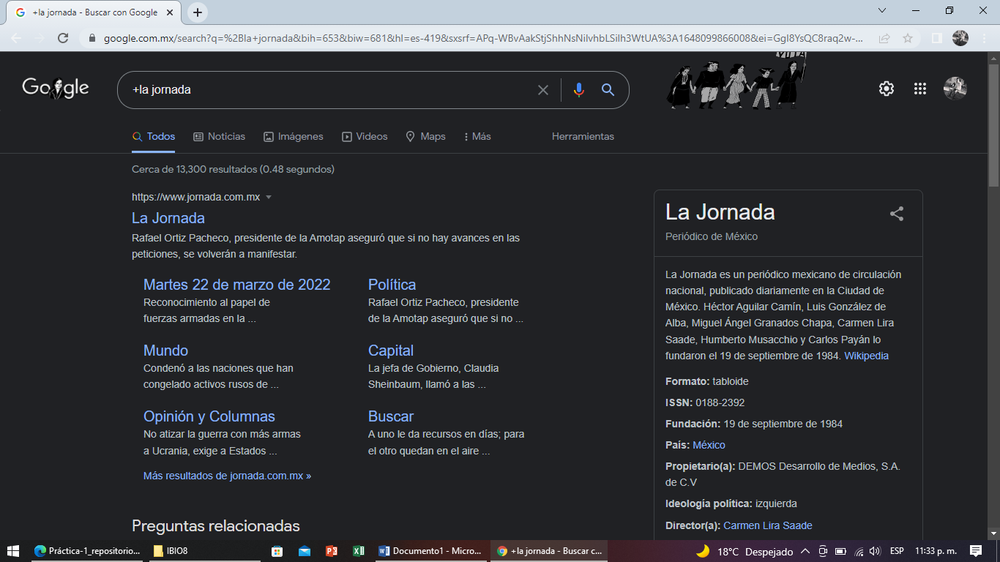 +la jornada - Buscar con Google
google.com.mx/search?q=%2Bla+jornada&bih=653&biw=681&hl=es-419&sxsrf=APq-WBvAakStjShhNsNilvhbLSilh3WtUA%3A1648099866008&ei=Ggl8YsQC8raq2w-...
Google
+la jornada
Todos
Noticias
Imágenes
Videos
Maps
Más
Herramientas
Cerca de 13,300 resultados (0.48 segundos)
https://www.jornada.com.mx
La Jornada
Rafael Ortiz Pacheco, presidente de la Amotap aseguró que si no hay avances en las
peticiones, se volverán a manifestar.
Martes 22 de marzo de 2022
Reconocimiento al papel de
fuerzas armadas en la ...
Política
Rafael Ortiz Pacheco, presidente
de la Amotap aseguró que si no ...
Mundo
Condenó a las naciones que han
congelado activos rusos de ...
Capital
La jefa de Gobierno, Claudia
Sheinbaum, llamó a las ...
Opinión y Columnas
No atizar la guerra con más armas
a Ucrania, exige a Estados ...
Buscar
A uno le da recursos en días; para
el otro quedan en el aire ...
Más resultados de jornada.com.mx »
Preguntas relacionadas
La Jornada
Periódico de México
La Jornada es un periódico mexicano de circulación
nacional, publicado diariamente en la Ciudad de
México. Héctor Aguilar Camín, Luis González de
Alba, Miguel Ángel Granados Chapa, Carmen Lira
Saade, Humberto Musacchio y Carlos Payán lo
fundaron el 19 de septiembre de 1984. Wikipedia
Formato: tabloide
ISSN: 0188-2392
Fundación: 19 de septiembre de 1984
País: México
Propietario(a): DEMOS Desarrollo de Medios, S.A.
de C.V
Ideología política: izquierda
Director(a): Carmen Lira Saade
Práctica-1_repositorio...
IBIO8
Documento1 - Micro...
+la jornada - Buscar c...
18°C Despejado
ESP
11:33 p. m.